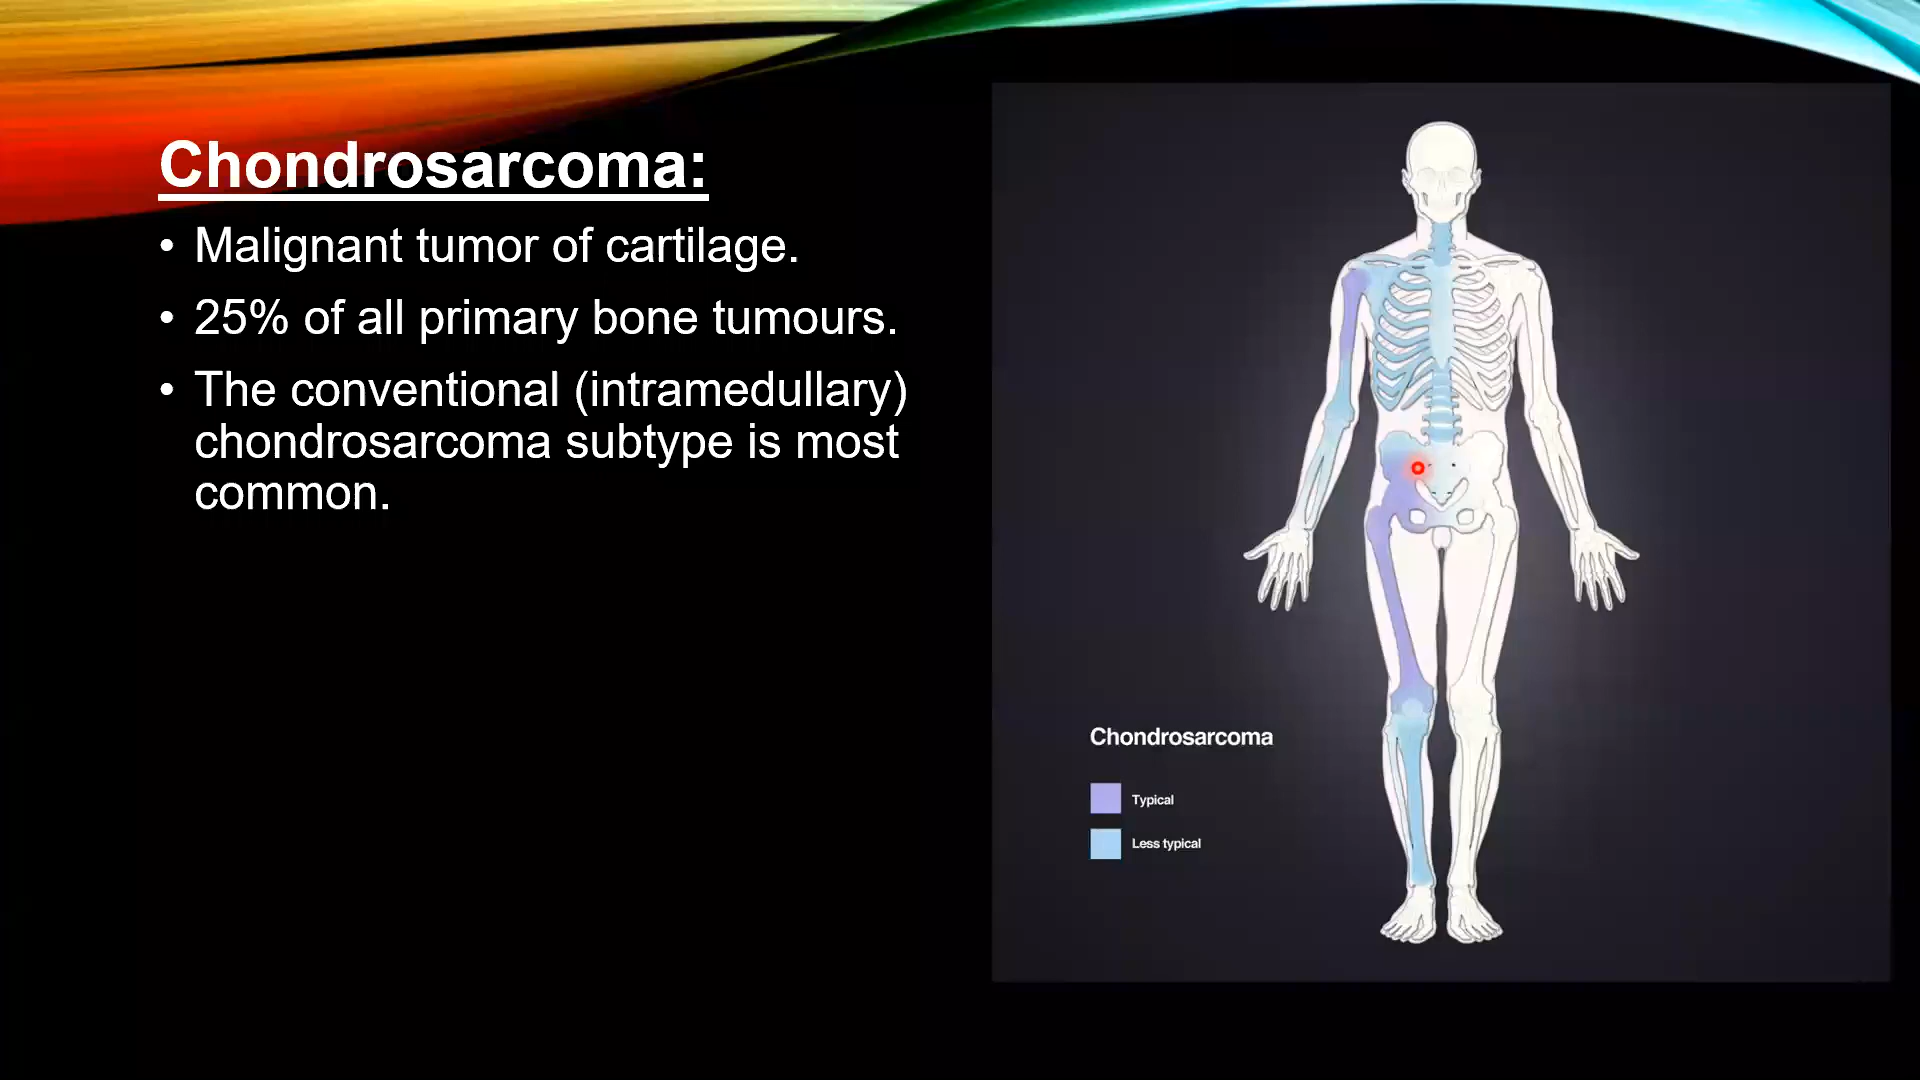 Chondrosarcoma:
• Malignant tumor of cartilage.
• 25% of all primary bone tumours.
• The conventional (intramedullary)
chondrosarcoma subtype is most
common.
Chondrosarcoma
Typical
Less typical